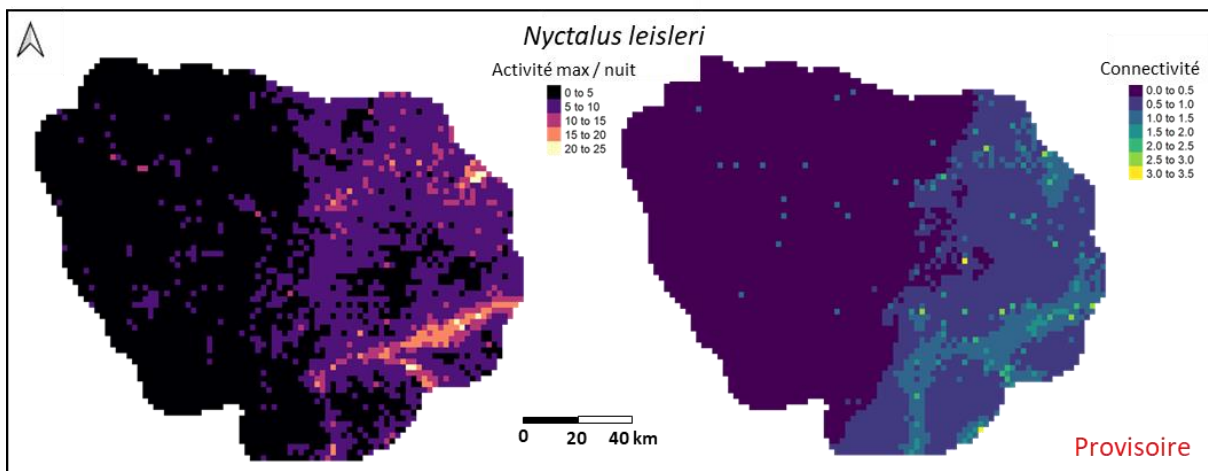 Nyctalus leisleri
Activité max / nuit
0 to 5
5 to 10
10 to 15
15 to 20
20 to 25
Connectivité
0.0 to 0.5
0.5 to 1.0
1.0 to 1.5
1.5 to 2.0
2.0 to 2.5
2.5 to 3.0
3.0 to 3.5
0 20 40 km
Provisoire